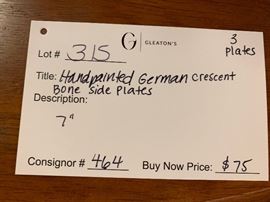 Lot # 315
G | GLEATON'S
3 plates
Title: Handpainted German Crescent
Bone Side Plates
Description:
7"
Consignor # 464 Buy Now Price: $75